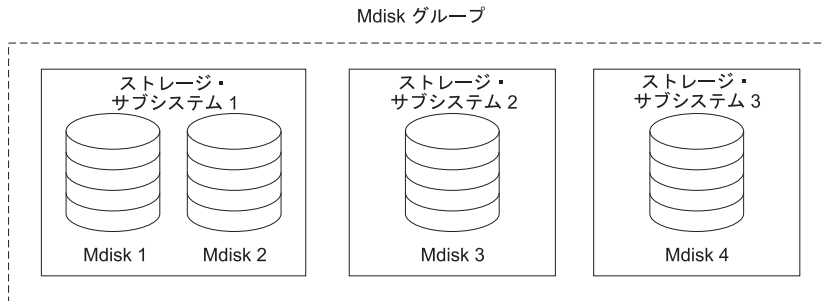 Mdisk グループ
ストレージ・
サブシステム 1
Mdisk 1
Mdisk 2
ストレージ・
サブシステム 2
Mdisk 3
ストレージ・
サブシステム 3
Mdisk 4